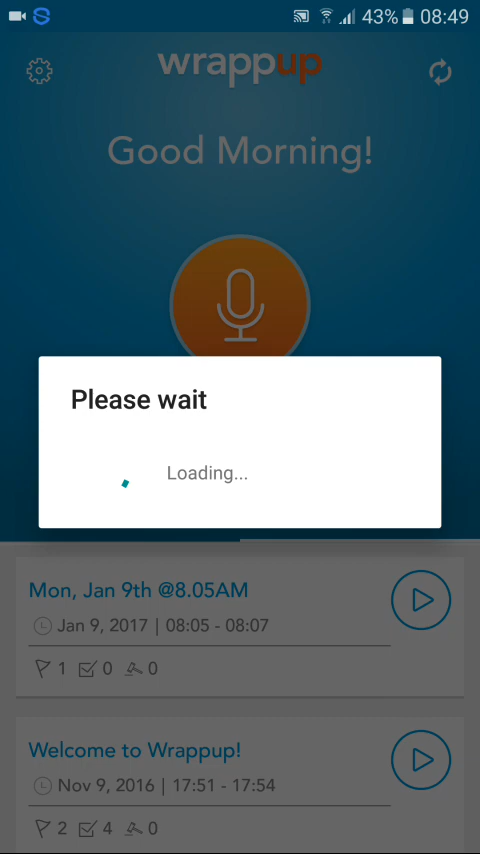 43% 08:49
wrappup
Good Morning!
Please wait
Loading...
Mon, Jan 9th @8.05AM
Jan 9, 2017 | 08:05 - 08:07
1 0 0
Welcome to Wrappup!
Nov 9, 2016 | 17:51 - 17:54
2 4 0